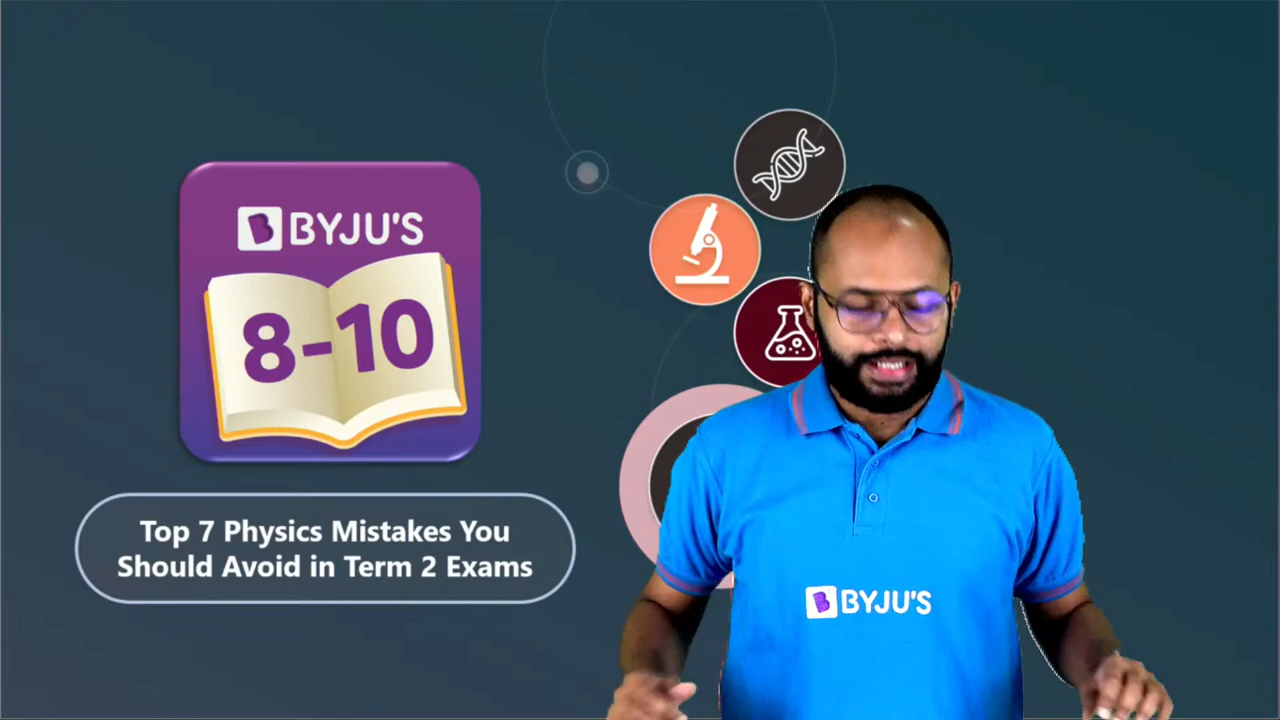 BYJU'S
8-10
Top 7 Physics Mistakes You
Should Avoid in Term 2 Exams
BYJU'S